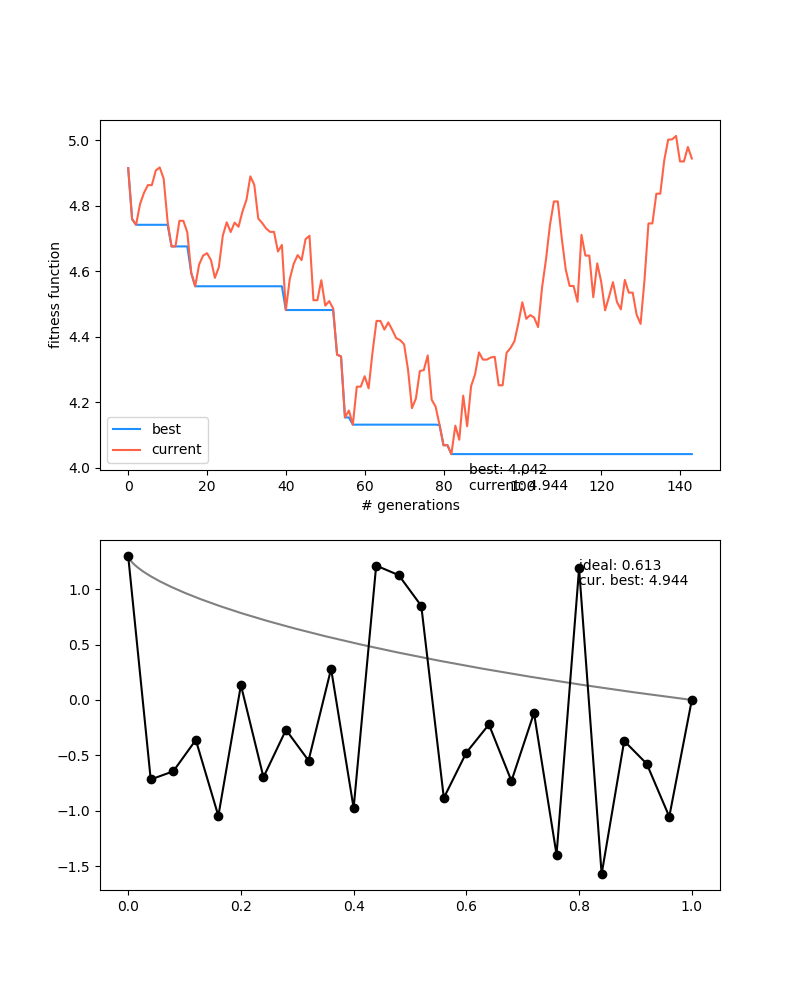 5.0
4.8
4.6
4.4
4.2
4.0
fitness function
best
current
0 20 40 60 80 100 120 140
best: 4.042
current: 4.944
# generations
1.0
0.5
0.0
−0.5
−1.0
−1.5
ideal: 0.613
cur. best: 4.944
0.0 0.2 0.4 0.6 0.8 1.0